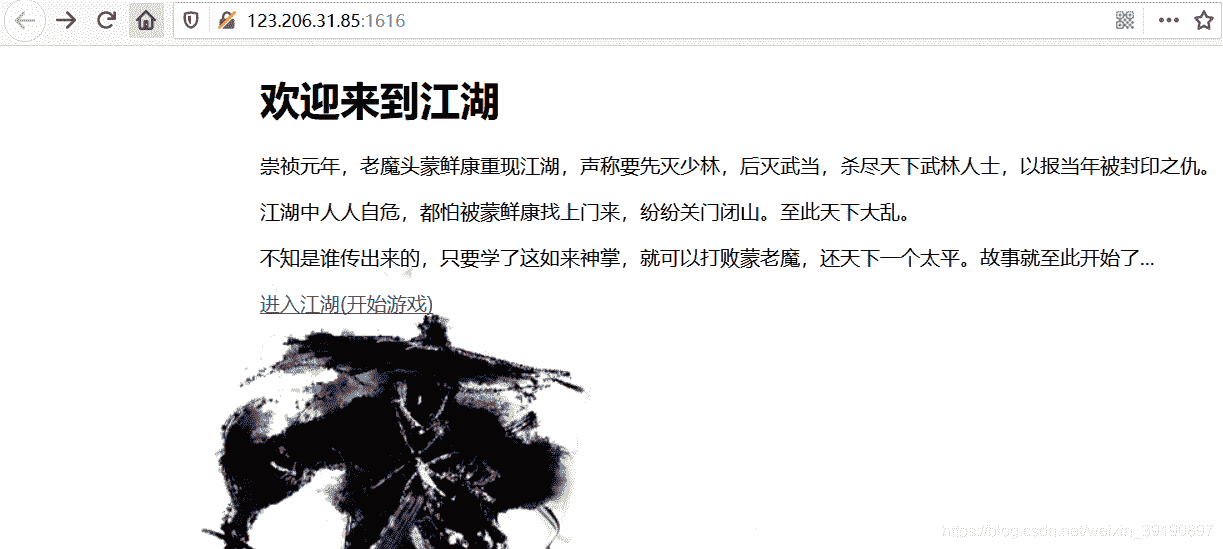 123.206.31.85:1616
欢迎来到江湖
崇祯元年，老魔头蒙鲜康重现江湖，声称要先灭少林，后灭武当，杀尽天下武林人士，以报当年被封印之仇。
江湖中人人自危，都怕被蒙鲜康找上门来，纷纷关门闭山。至此天下大乱。
不知是谁传出来的，只要学了这如来神掌，就可以打败蒙老魔，还天下一个太平。故事就至此开始了...
进入江湖(开始游戏)
https://blog.csdn.net/weixin_39190897